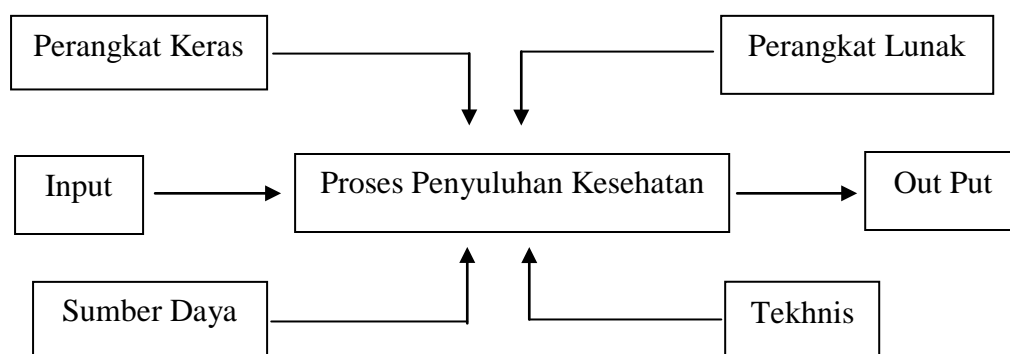 Perangkat Keras
Perangkat Lunak
Input
Proses Penyuluhan Kesehatan
Out Put
Sumber Daya
Tekhnis